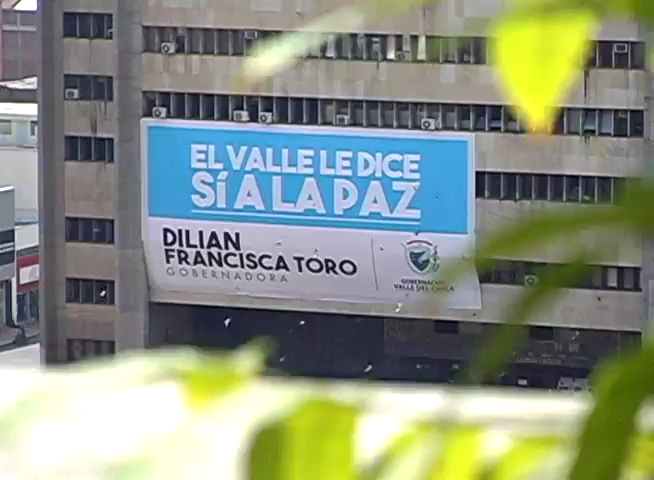 EL VALLE LE DICE
SÍ A LA PAZ
DILIAN
FRANCISCA TORO
GOBERNADORA
GOBERNACIÓN
VALLE DEL CAUCA